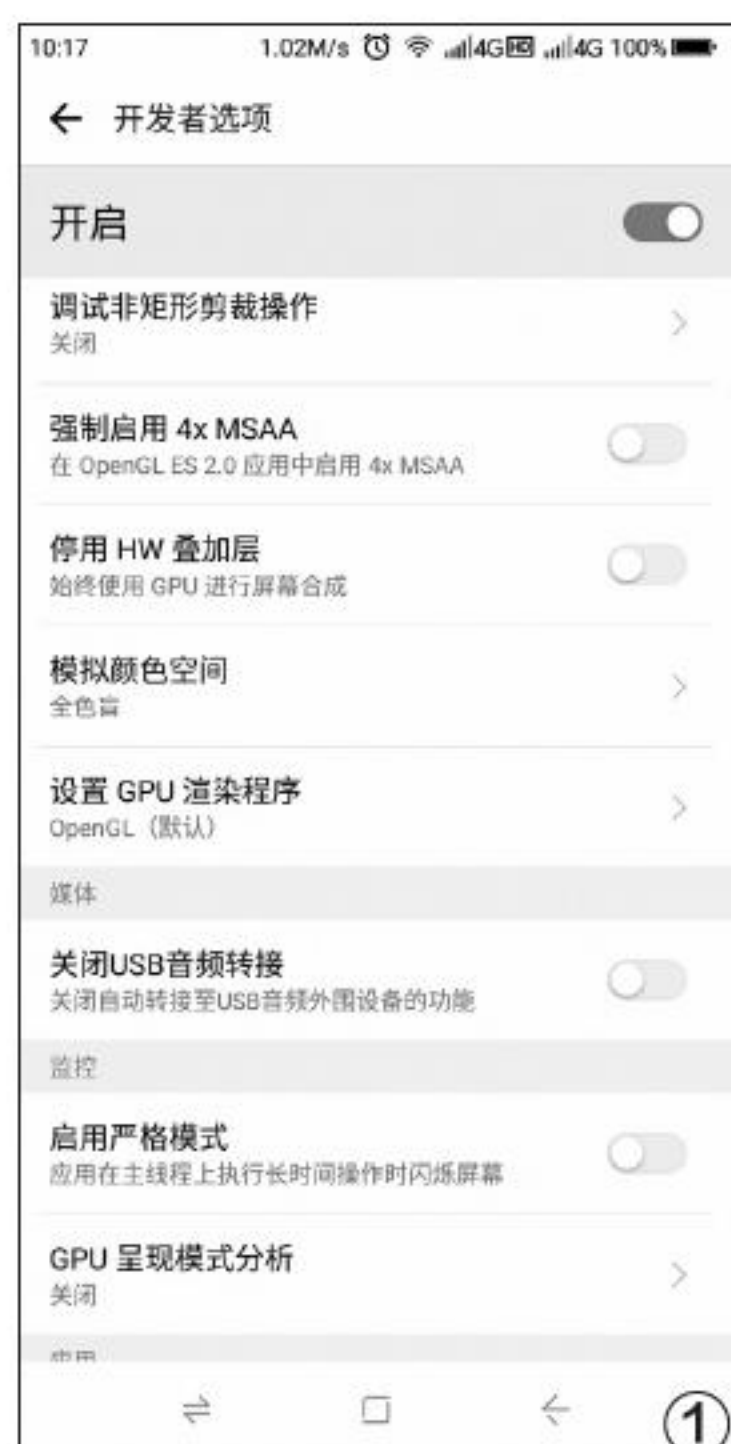 10:17 1.02M/s 4G HD 4G 100%
开发者选项
开启
调试非矩形剪裁操作
关闭
强制启用 4x MSAA
在 OpenGL ES 2.0 应用中启用 4x MSAA
停用 HW 叠加层
始终使用 GPU 进行屏幕合成
模拟颜色空间
全色盲
设置 GPU 渲染程序
OpenGL（默认）
媒体
关闭USB音频转接
关闭自动转接至USB音频外围设备的功能
监控
启用严格模式
应用在主线程上执行长时间操作时闪烁屏幕
GPU 呈现模式分析
关闭
①